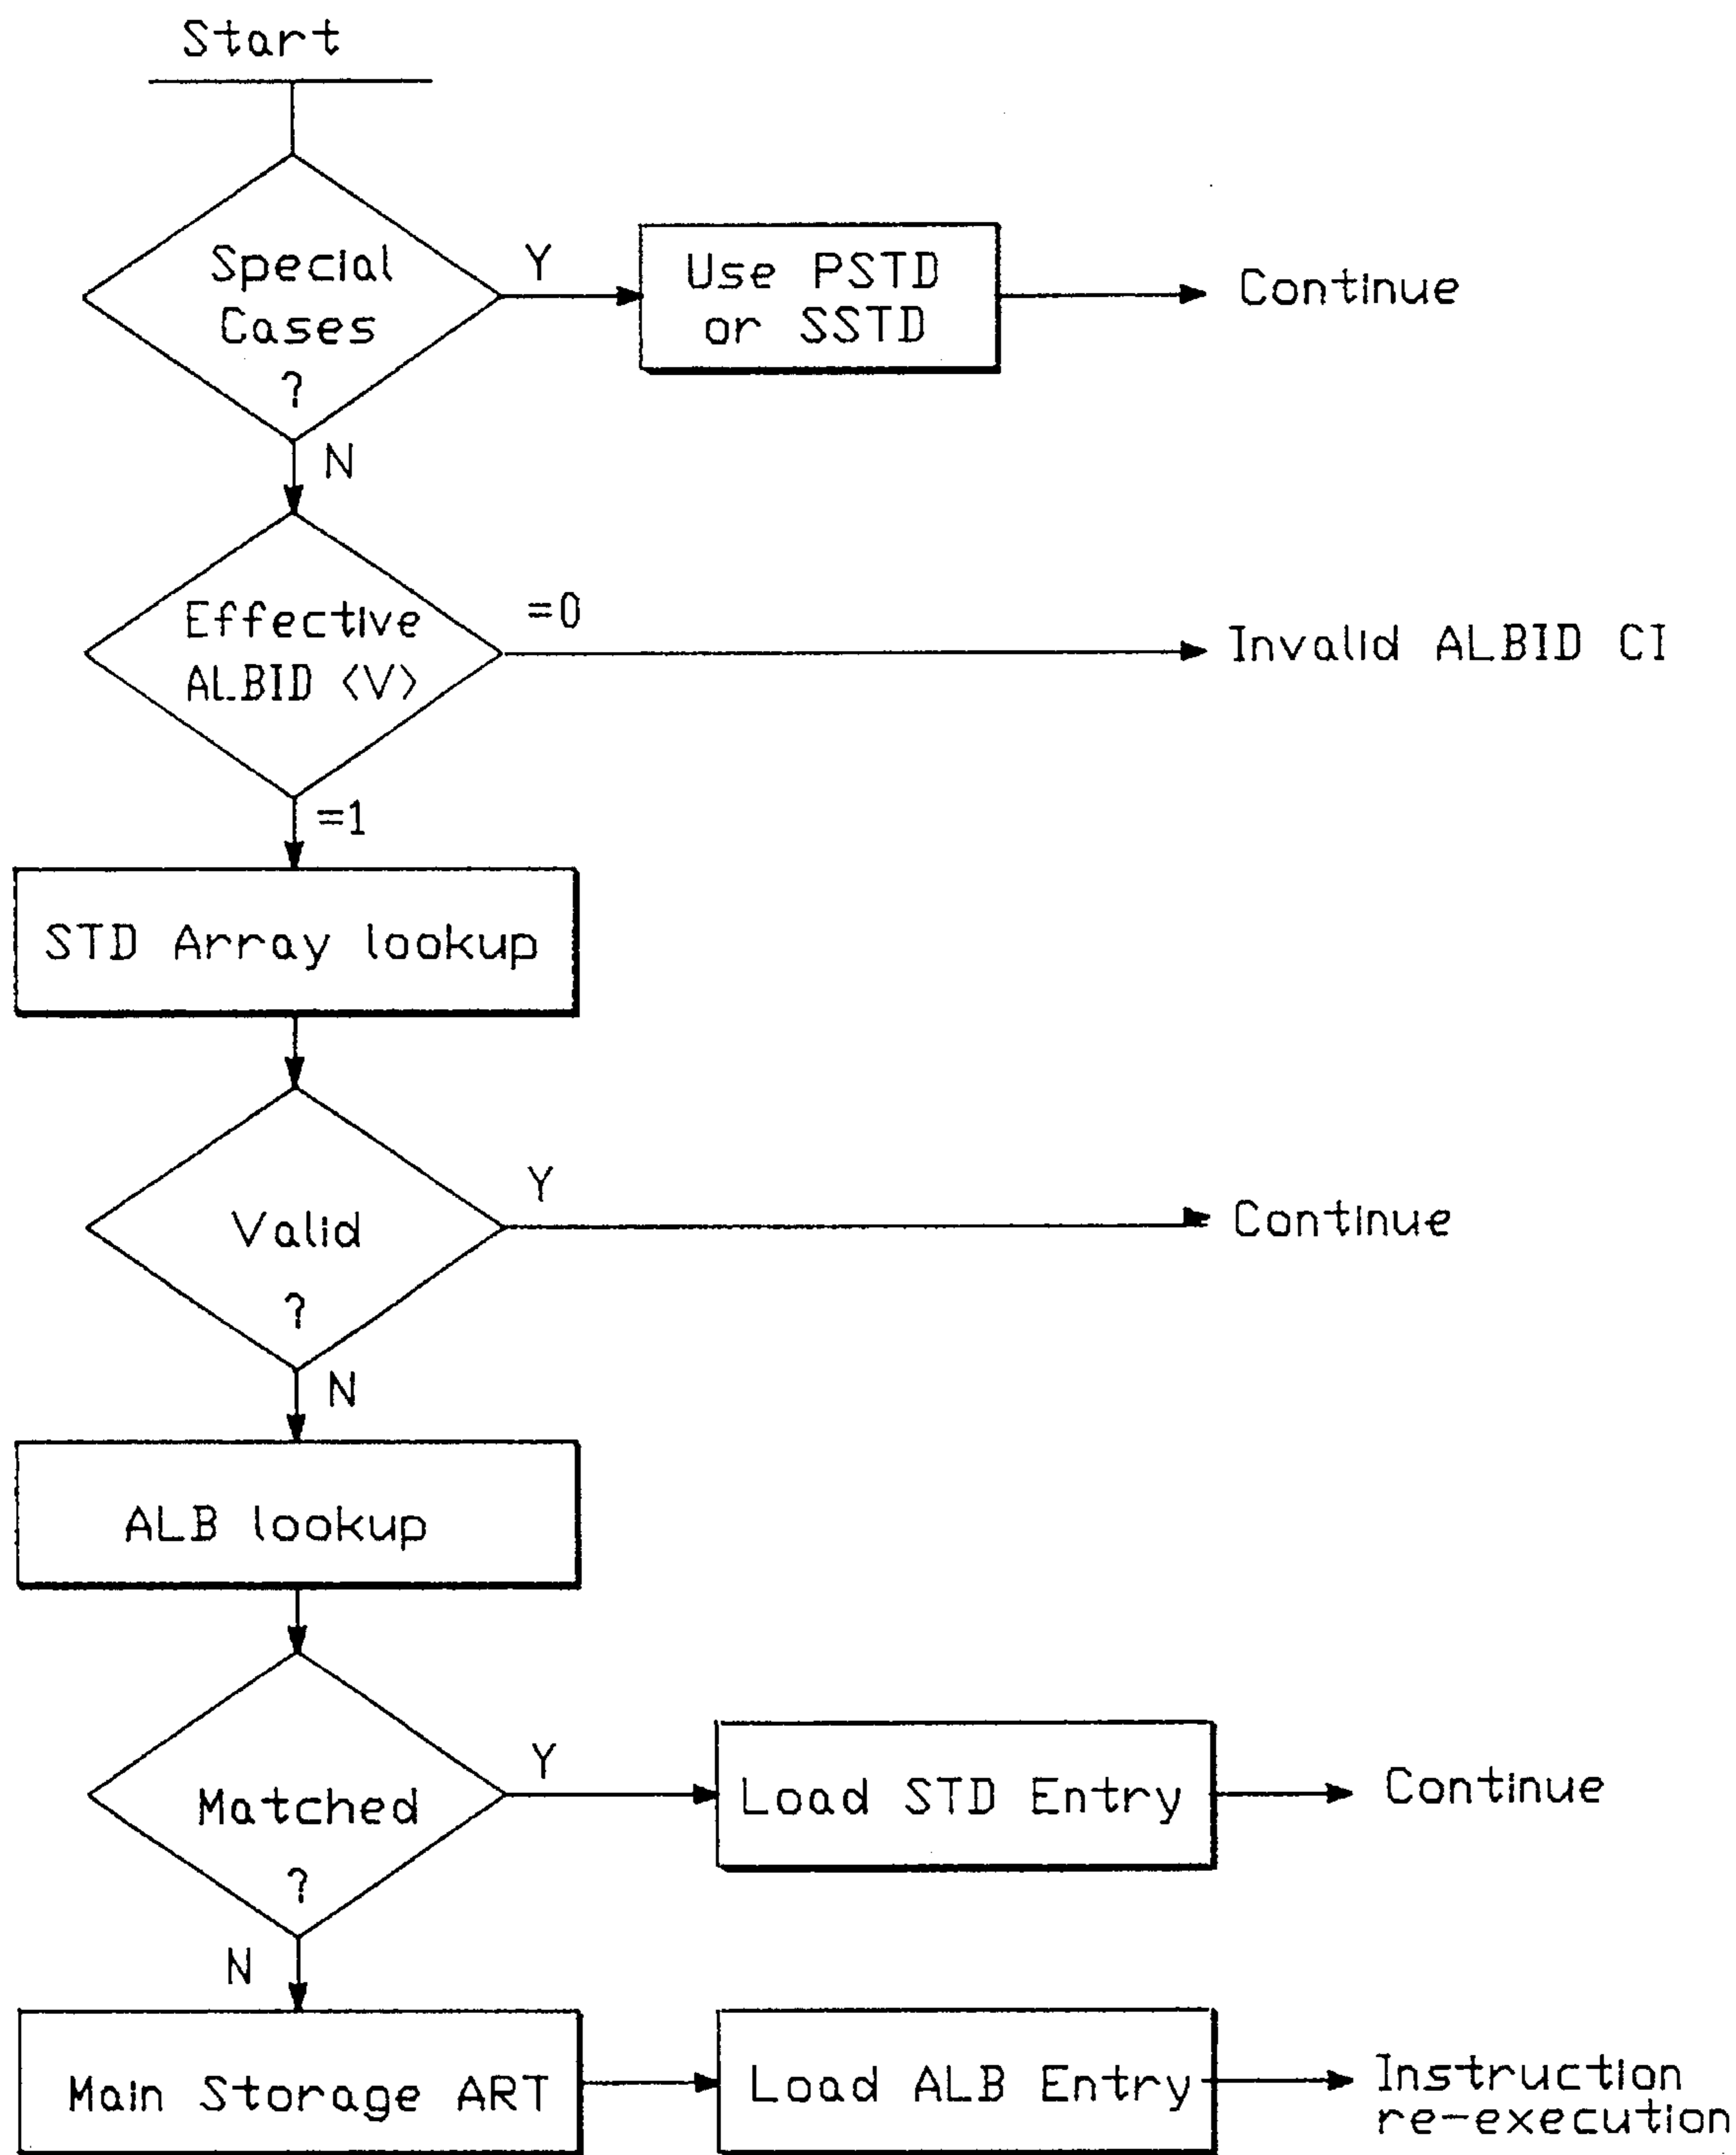 Start
Special
Cases
?
Y
Use PSTD
or SSTD
Continue
N
Effective
ALBID <V>
=0
Invalid ALBID CI
=1
STD Array lookup
Valid
?
Y
Continue
N
ALB lookup
Matched
?
Y
Load STD Entry
Continue
N
Main Storage ART
Load ALB Entry
Instruction
re-execution